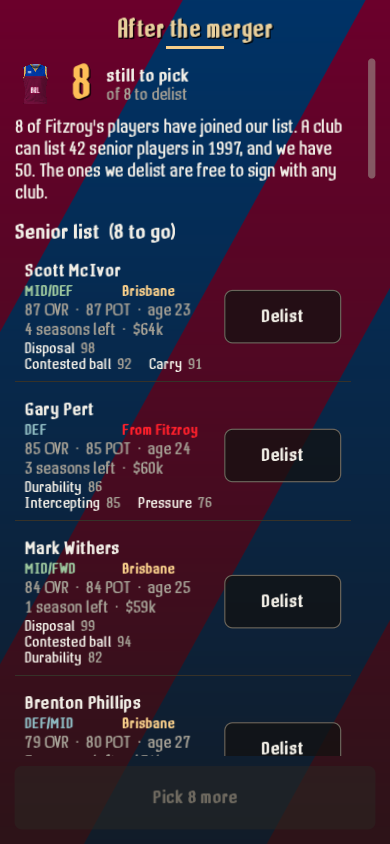 After the merger
8 still to pick
of 8 to delist
8 of Fitzroy's players have joined our list. A club
can list 42 senior players in 1997, and we have
50. The ones we delist are free to sign with any
club.
Senior list (8 to go)
Scott McIvor
MID/DEF Brisbane
87 OVR · 87 POT · age 23
4 seasons left · $64k
Disposal 98
Contested ball 92 Carry 91
Delist
Gary Pert
DEF From Fitzroy
85 OVR · 85 POT · age 24
3 seasons left · $60k
Durability 86
Intercepting 85 Pressure 76
Delist
Mark Withers
MID/FWD Brisbane
84 OVR · 84 POT · age 25
1 season left · $59k
Disposal 99
Contested ball 94
Durability 82
Delist
Brenton Phillips
DEF/MID Brisbane
79 OVR · 80 POT · age 27
Delist
Pick 8 more